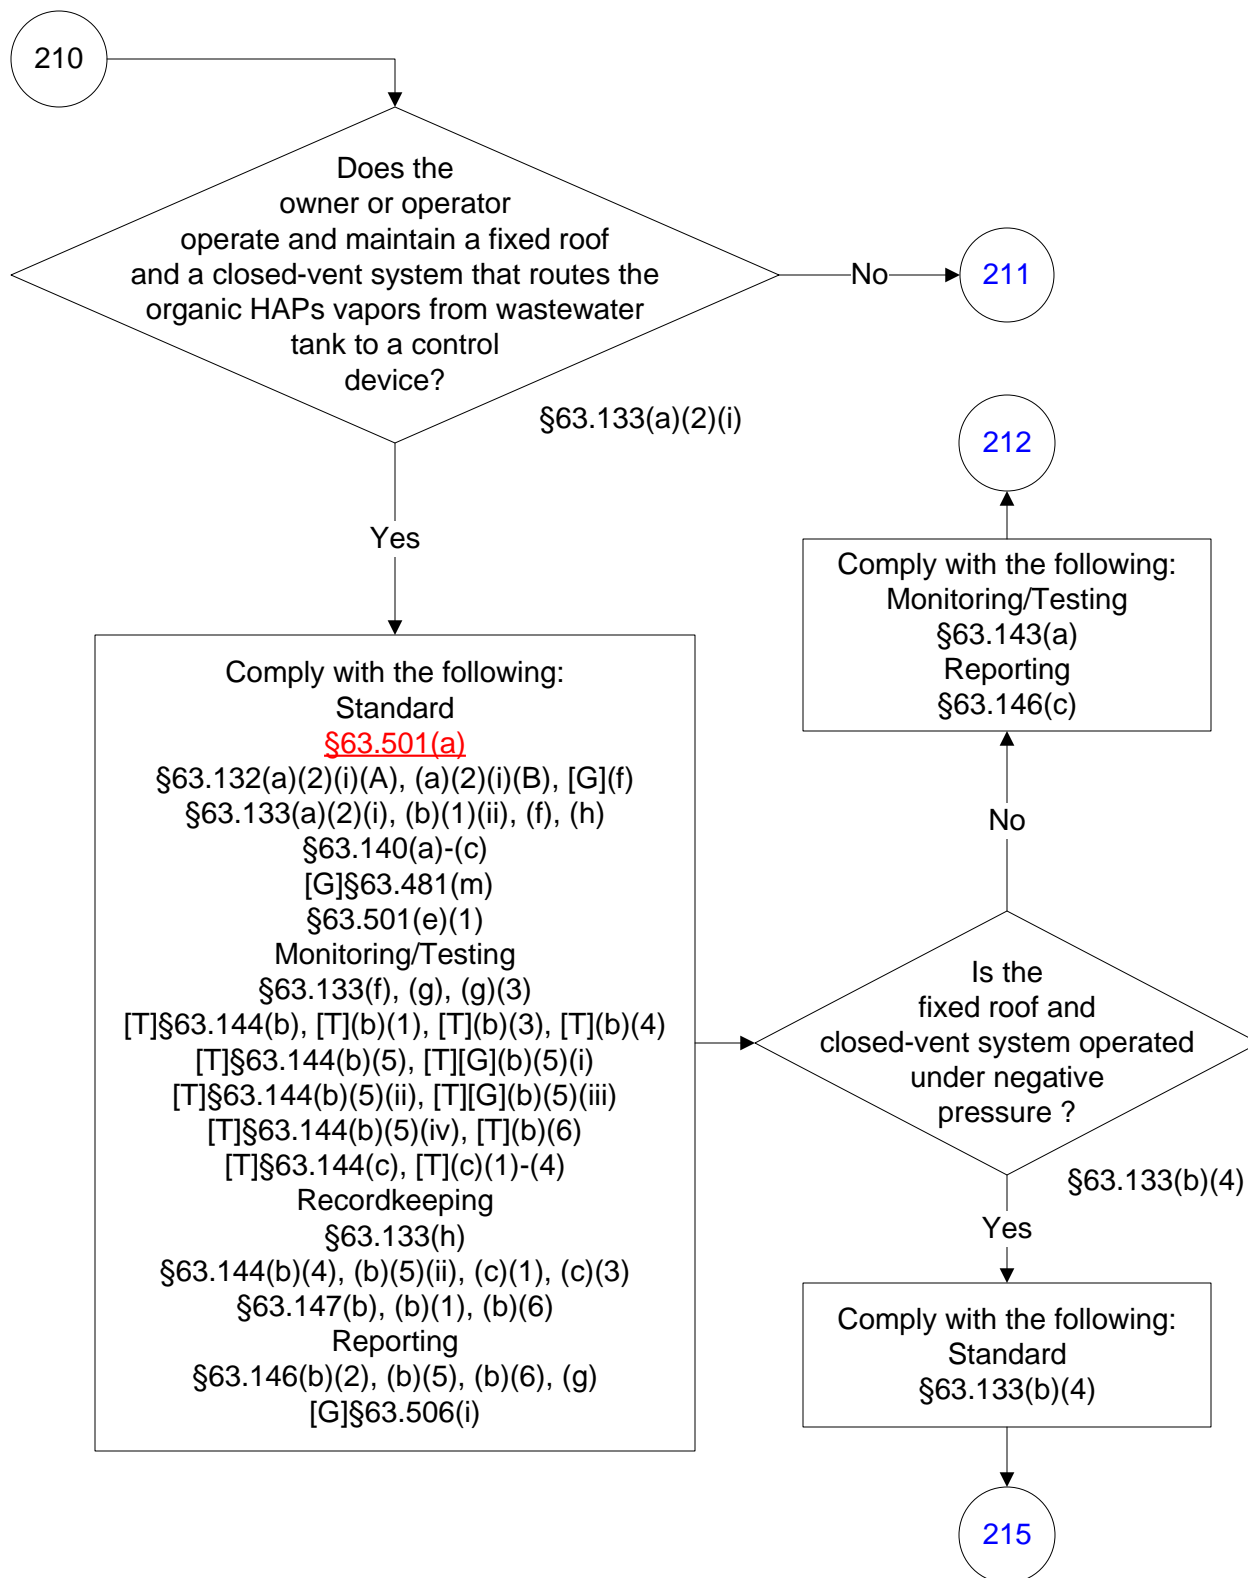 210
Does the
owner or operator
operate and maintain a fixed roof
and a closed-vent system that routes the
organic HAPs vapors from wastewater
tank to a control
device?
§63.133(a)(2)(i)
No
211
Yes
Comply with the following:
Standard
§63.501(a)
§63.132(a)(2)(i)(A), (a)(2)(i)(B), [G](f)
§63.133(a)(2)(i), (b)(1)(ii), (f), (h)
§63.140(a)-(c)
[G]§63.481(m)
§63.501(e)(1)
Monitoring/Testing
§63.133(f), (g), (g)(3)
[T]§63.144(b), [T](b)(1), [T](b)(3), [T](b)(4)
[T]§63.144(b)(5), [T][G](b)(5)(i)
[T]§63.144(b)(5)(ii), [T][G](b)(5)(iii)
[T]§63.144(b)(5)(iv), [T](b)(6)
[T]§63.144(c), [T](c)(1)-(4)
Recordkeeping
§63.133(h)
§63.144(b)(4), (b)(5)(ii), (c)(1), (c)(3)
§63.147(b), (b)(1), (b)(6)
Reporting
§63.146(b)(2), (b)(5), (b)(6), (g)
[G]§63.506(i)
Is the
fixed roof and
closed-vent system operated
under negative
pressure ?
§63.133(b)(4)
No
Comply with the following:
Monitoring/Testing
§63.143(a)
Reporting
§63.146(c)
212
Yes
Comply with the following:
Standard
§63.133(b)(4)
215